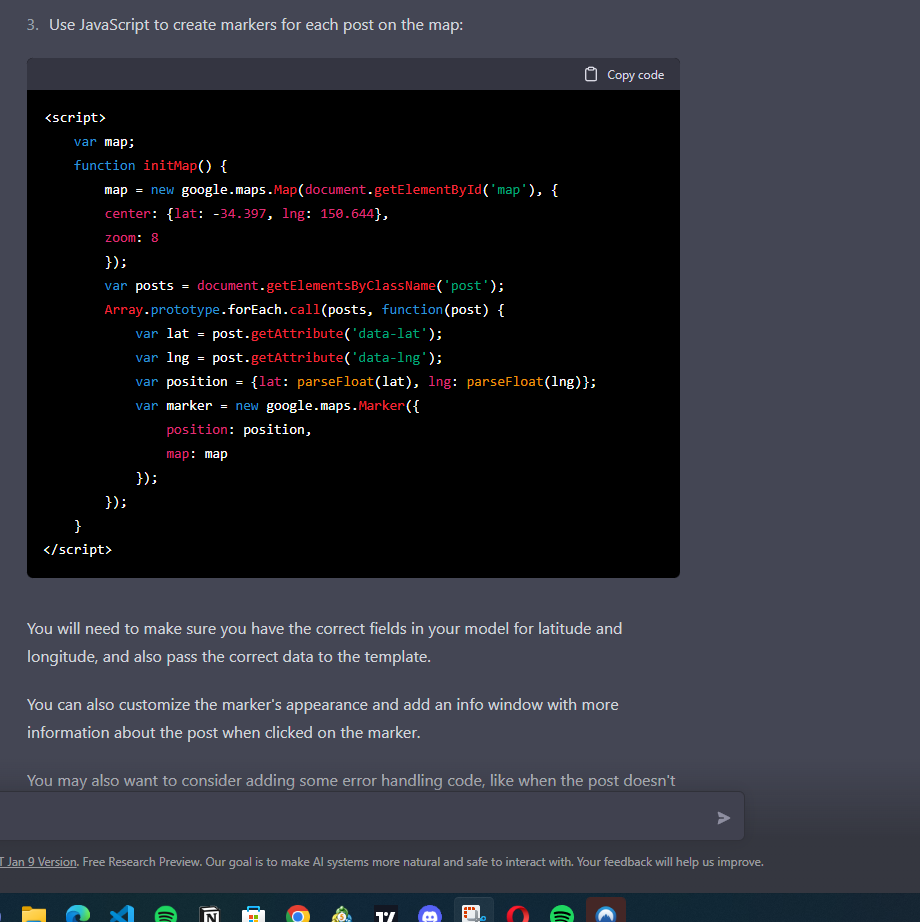 3. Use JavaScript to create markers for each post on the map:
Copy code
<script>
    var map;
    function initMap() {
        map = new google.maps.Map(document.getElementById('map'), {
        center: {lat: -34.397, lng: 150.644},
        zoom: 8
        });
        var posts = document.getElementsByClassName('post');
        Array.prototype.forEach.call(posts, function(post) {
            var lat = post.getAttribute('data-lat');
            var lng = post.getAttribute('data-lng');
            var position = {lat: parseFloat(lat), lng: parseFloat(lng)};
            var marker = new google.maps.Marker({
                position: position,
                map: map
            });
        });
    }
</script>
You will need to make sure you have the correct fields in your model for latitude and
longitude, and also pass the correct data to the template.
You can also customize the marker's appearance and add an info window with more
information about the post when clicked on the marker.
You may also want to consider adding some error handling code, like when the post doesn't
T Jan 9 Version. Free Research Preview. Our goal is to make AI systems more natural and safe to interact with. Your feedback will help us improve.